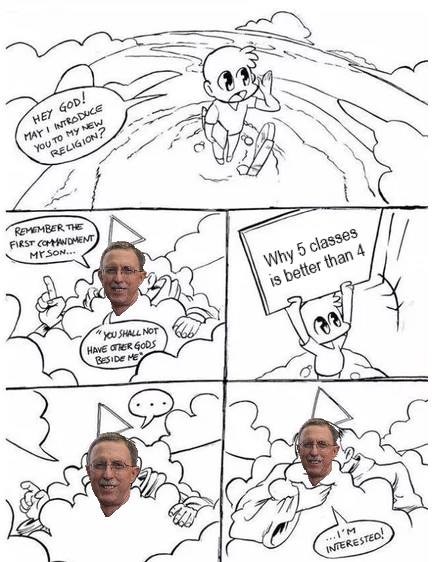 HEY GOD!
MAY I INTRODUCE
YOU TO MY NEW
RELIGION?
REMEMBER THE
FIRST COMMANDMENT
MY SON...
"YOU SHALL NOT
HAVE OTHER GODS
BESIDE ME"
Why 5 classes
is better than 4
...
...I'M
INTERESTED!